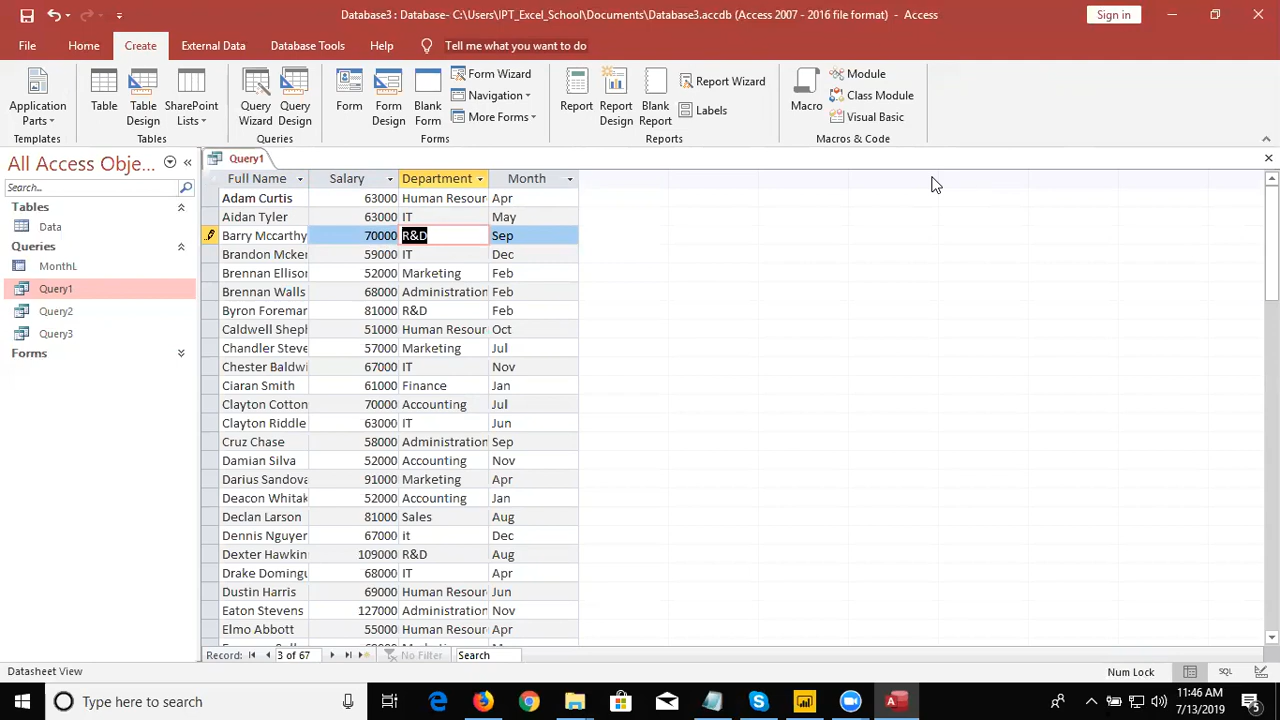 Database3 : Database- C:\Users\IPT_Excel_School\Documents\Database3.accdb (Access 2007 - 2016 file format) - Access
Sign in
File Home Create External Data Database Tools Help Tell me what you want to do
Application Parts
Templates
Table
Table Design
SharePoint Lists
Tables
Query Wizard
Query Design
Queries
Form
Form Design
Blank Form
Form Wizard
Navigation
More Forms
Forms
Report
Report Design
Blank Report
Report Wizard
Labels
Reports
Macro
Module
Class Module
Visual Basic
Macros & Code
All Access Obje...
Search...
Tables
Data
Queries
MonthL
Query1
Query2
Query3
Forms
Query1
Full Name Salary Department Month
Adam Curtis 63000 Human Resour Apr
Aidan Tyler 63000 IT May
Barry Mccarthy 70000 R&D Sep
Brandon Mcker 59000 IT Dec
Brennan Ellison 52000 Marketing Feb
Brennan Walls 68000 Administration Feb
Byron Foreman 81000 R&D Feb
Caldwell Sheph 51000 Human Resour Oct
Chandler Steve 57000 Marketing Jul
Chester Baldwi 67000 IT Nov
Ciaran Smith 61000 Finance Jan
Clayton Cotton 70000 Accounting Jul
Clayton Riddle 63000 IT Jun
Cruz Chase 58000 Administration Sep
Damian Silva 52000 Accounting Nov
Darius Sandova 91000 Marketing Apr
Deacon Whitak 52000 Accounting Jan
Declan Larson 81000 Sales Aug
Dennis Nguyer 67000 it Dec
Dexter Hawkin 109000 R&D Aug
Drake Domingu 68000 IT Apr
Dustin Harris 69000 Human Resour Jun
Eaton Stevens 127000 Administration Nov
Elmo Abbott 55000 Human Resour Apr
Record: 3 of 67 No Filter Search
Datasheet View
Num Lock
SQL
Type here to search
11:46 AM
7/13/2019
5